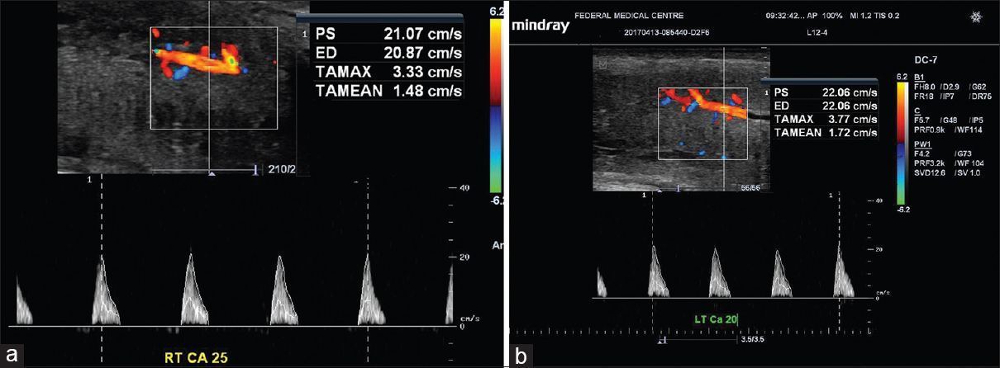 6.2
1
PS 21.07 cm/s
ED 20.87 cm/s
TAMAX 3.33 cm/s
TAMEAN 1.48 cm/s
210/2
-6.2
1
1
40
Ar
20
cm/s
0
RT CA 25
a
mindray
FEDERAL MEDICAL CENTRE
09:32:42... AP 100% MI 1.2 TIS 0.2
20170413-085440-D2F6
L12-4
M
DC-7
6.2
B1
FH8.0 /D2.9 /G62
FR18 /IP7 /DR75
C
F5.7 /G48 /IP5
PRF0.9k /WF114
PW1
F4.2 /G73
PRF3.2k /WF 104
SVD12.6 /SV 1.0
-6.2
1
PS 22.06 cm/s
ED 22.06 cm/s
TAMAX 3.77 cm/s
TAMEAN 1.72 cm/s
56/56
1
1
40
20
cm/s
0
LT Ca 20
3.5/3.5
b